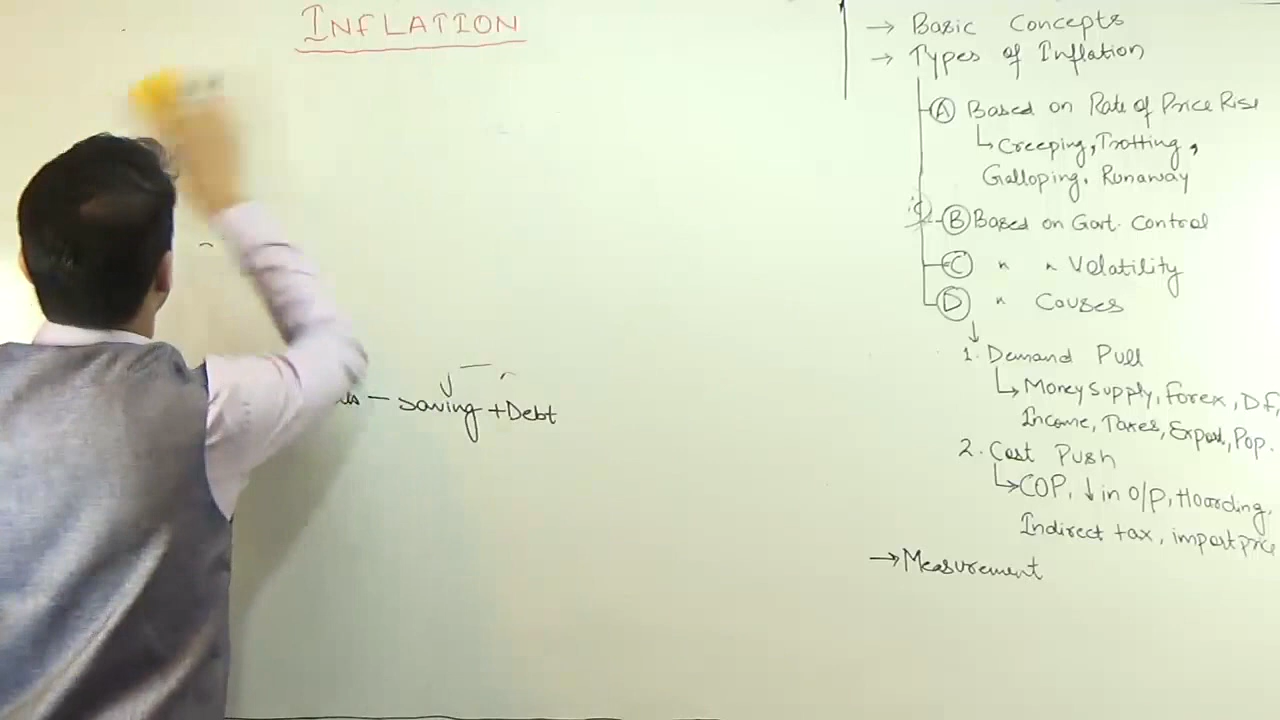 INFLATION
→ Basic Concepts
→ Types of Inflation
Ⓐ Based on Rate of Price Rise
↳ Creeping, Trotting,
Galloping, Runaway
Ⓑ Based on Govt. Control
Ⓒ " " Volatility
Ⓓ " Causes
↓
1. Demand Pull
↳ Money Supply, Forex, DF,
Income, Taxes, Export, Pop.
2. Cost Push
↳ COP, ↓ in O/P, Hoarding,
Indirect tax, import price
→ Measurement
– saving + Debt